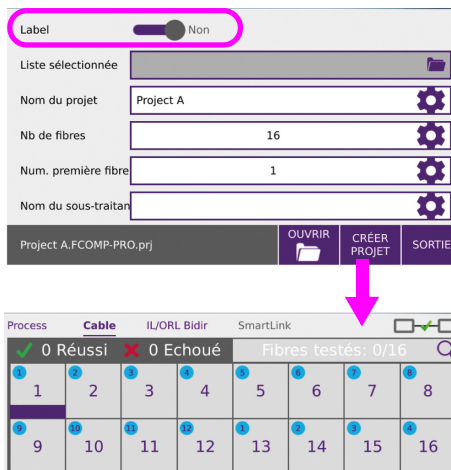 Label Non
Liste sélectionnée
Nom du projet Project A
Nb de fibres 16
Num. première fibre 1
Nom du sous-traitan
Project A.FCOMP-PRO.prj OUVRIR CRÉER PROJET SORTIE
Process Cable IL/ORL Bidir SmartLink
0 Réussi 0 Echoué Fibres testés: 0/16
1 2 3 4 5 6 7 8
1 2 3 4 5 6 7 8
9 10 11 12 1 2 3 4
9 10 11 12 13 14 15 16